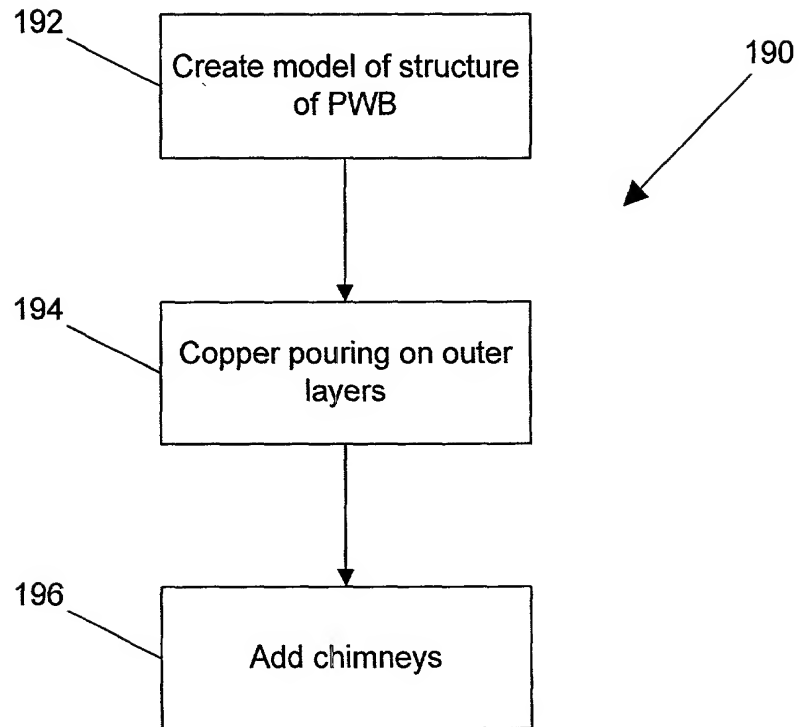 192
Create model of structure
of PWB
190
194
Copper pouring on outer
layers
196
Add chimneys